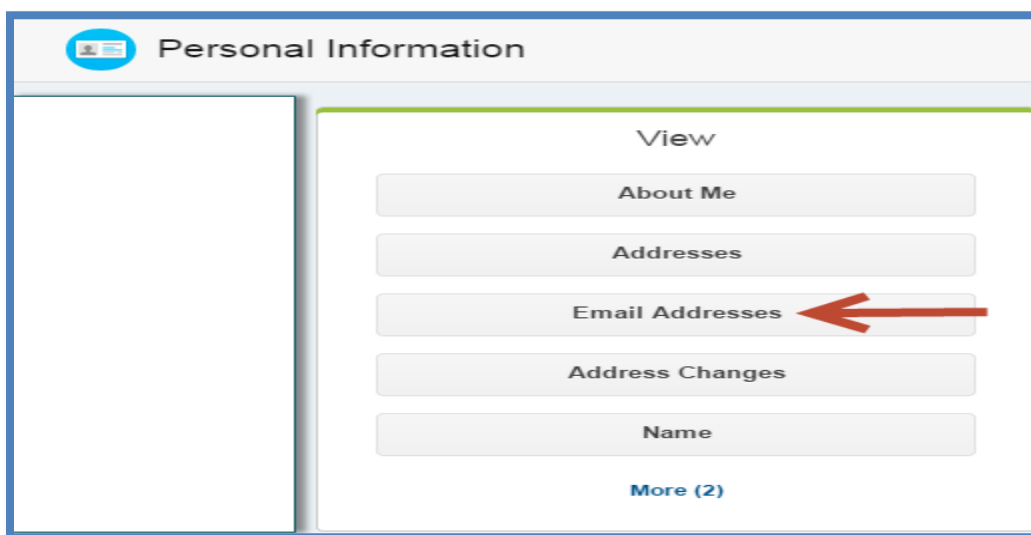 Personal Information
View
About Me
Addresses
Email Addresses
Address Changes
Name
More (2)